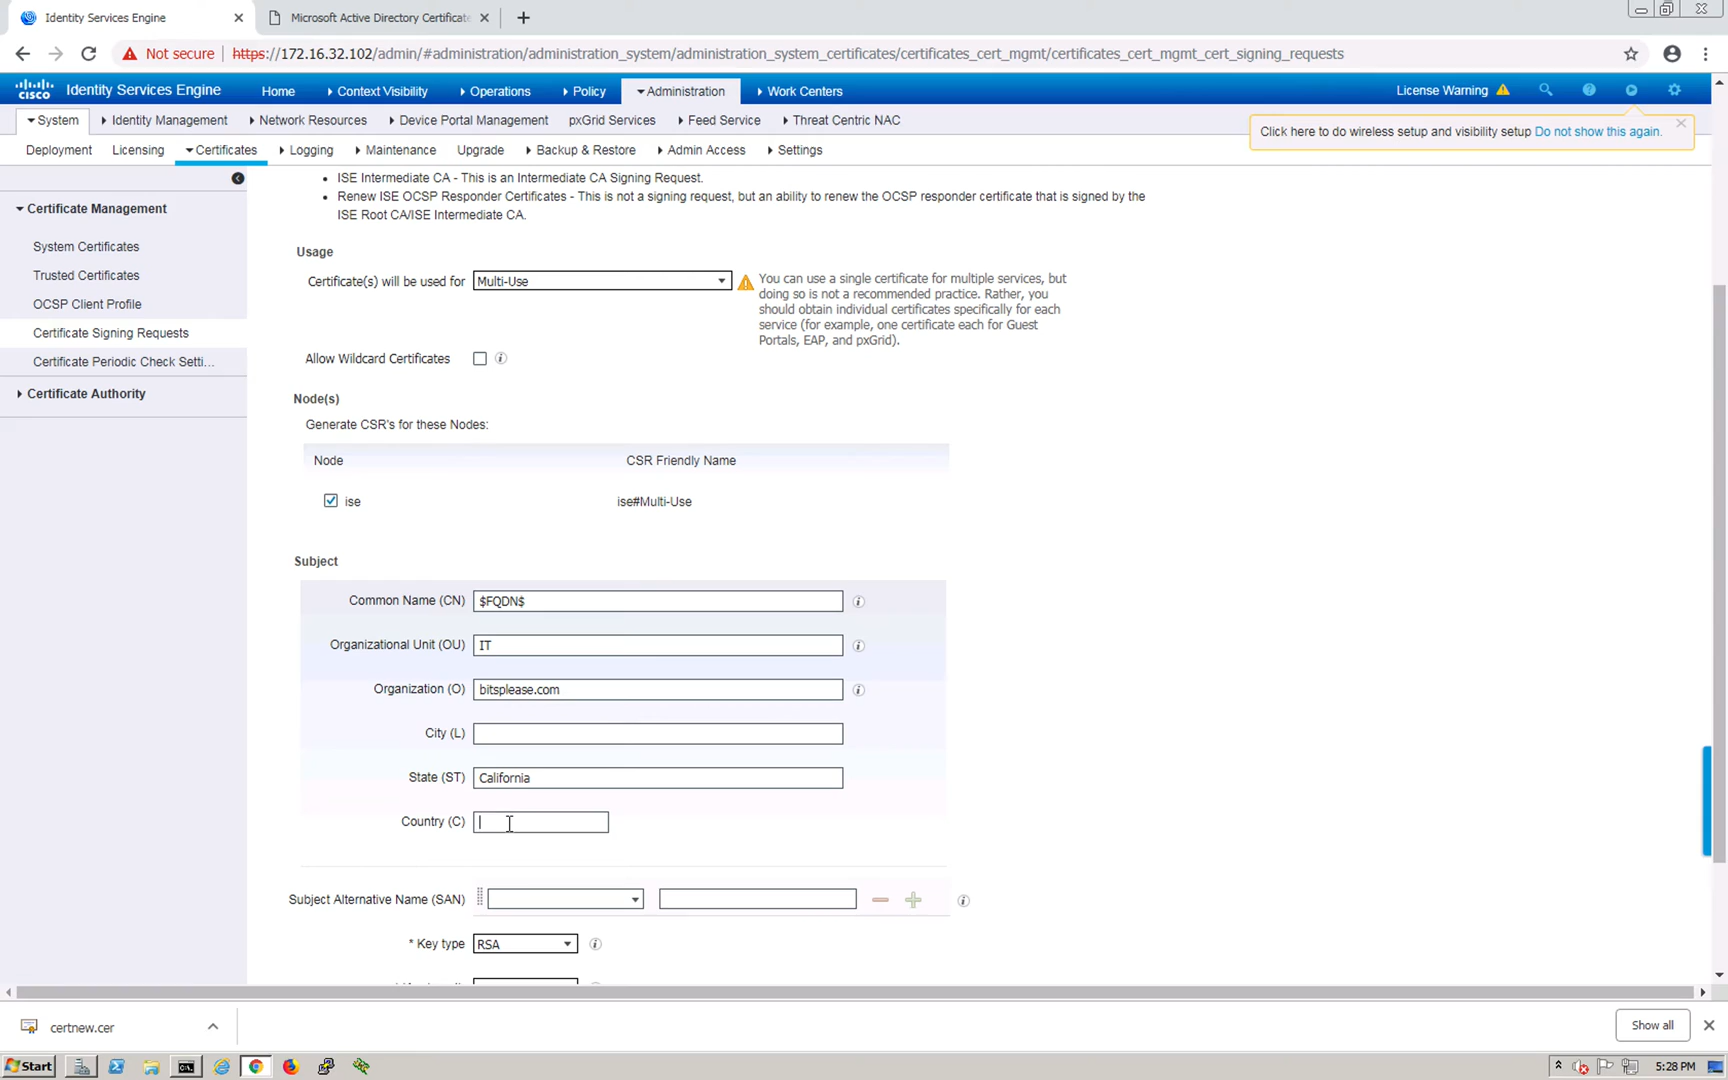 Identity Services Engine
Microsoft Active Directory Certificate
Not secure
https://172.16.32.102/admin/#administration/administration_system/administration_system_certificates/certificates_cert_mgmt/certificates_cert_mgmt_cert_signing_requests
CISCO
Identity Services Engine
Home
Context Visibility
Operations
Policy
Administration
Work Centers
License Warning
System
Identity Management
Network Resources
Device Portal Management
pxGrid Services
Feed Service
Threat Centric NAC
Click here to do wireless setup and visibility setup Do not show this again.
Deployment
Licensing
Certificates
Logging
Maintenance
Upgrade
Backup & Restore
Admin Access
Settings
Certificate Management
System Certificates
Trusted Certificates
OCSP Client Profile
Certificate Signing Requests
Certificate Periodic Check Setti...
Certificate Authority
ISE Intermediate CA - This is an Intermediate CA Signing Request.
Renew ISE OCSP Responder Certificates - This is not a signing request, but an ability to renew the OCSP responder certificate that is signed by the
ISE Root CA/ISE Intermediate CA.
Usage
Certificate(s) will be used for
Multi-Use
You can use a single certificate for multiple services, but
doing so is not a recommended practice. Rather, you
should obtain individual certificates specifically for each
service (for example, one certificate each for Guest
Portals, EAP, and pxGrid).
Allow Wildcard Certificates
Node(s)
Generate CSR's for these Nodes:
Node
CSR Friendly Name
ise
ise#Multi-Use
Subject
Common Name (CN)
$FQDN$
Organizational Unit (OU)
IT
Organization (O)
bitsplease.com
City (L)
State (ST)
California
Country (C)
Subject Alternative Name (SAN)
* Key type
RSA
certnew.cer
Show all
Start
5:28 PM